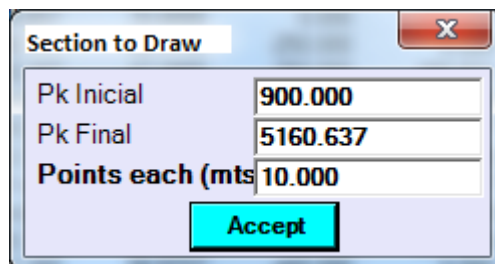 Section to Draw
Pk Inicial 900.000
Pk Final 5160.637
Points each (mts 10.000
Accept